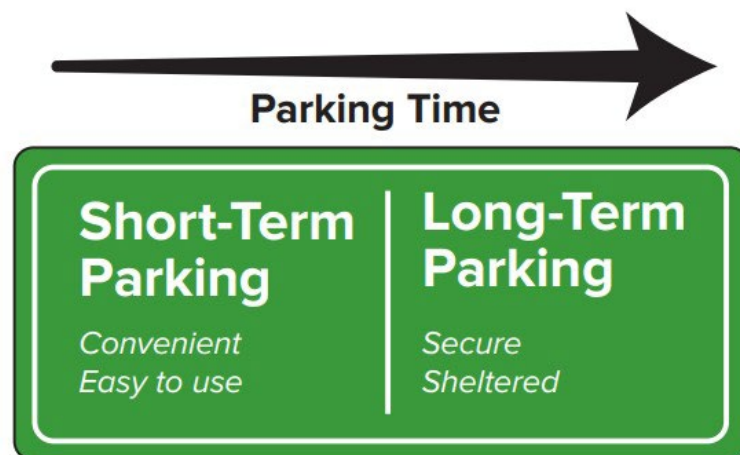 Parking Time
Short-Term
Parking
Convenient
Easy to use
Long-Term
Parking
Secure
Sheltered